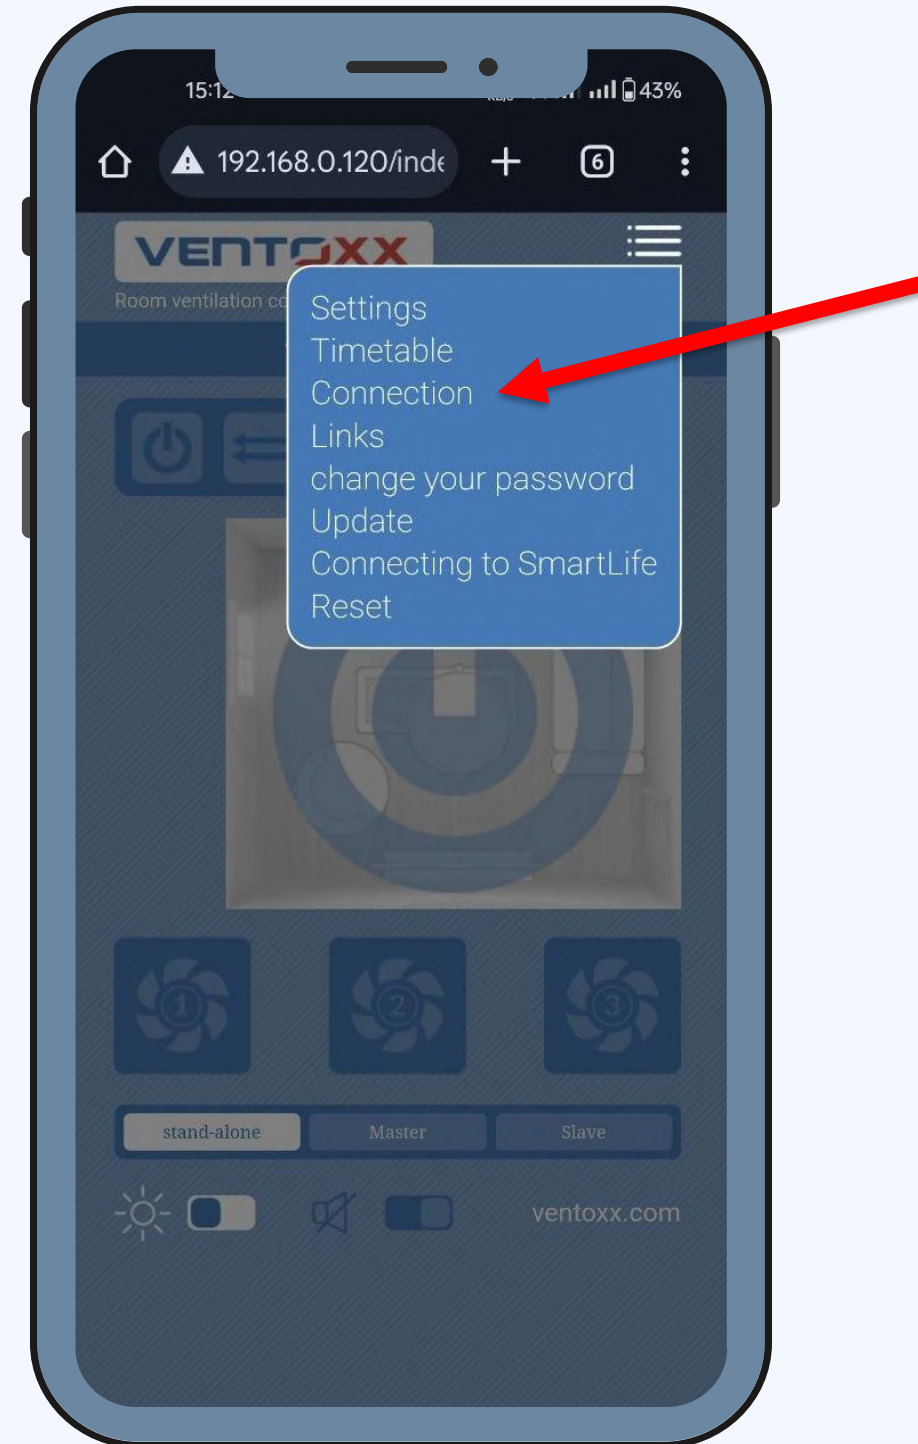 15:12
43%
192.168.0.120/inde
6
VENTOXX
Room ventilation co
Settings
Timetable
Connection
Links
change your password
Update
Connecting to SmartLife
Reset
1
2
3
stand-alone
Master
Slave
ventoxx.com